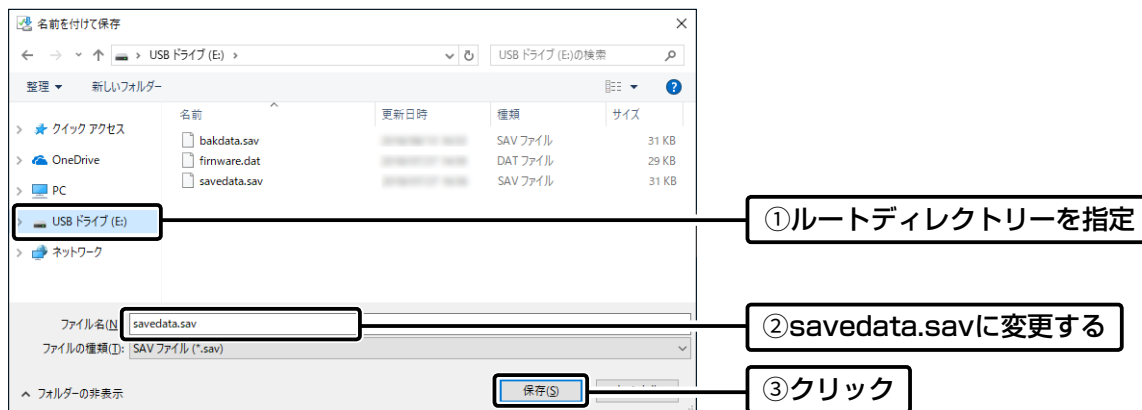 名前を付けて保存
USB ドライブ (E:)
USB ドライブ (E:)の検索
整理
新しいフォルダー
名前 更新日時 種類 サイズ
クイック アクセス
bakdata.sav SAV ファイル 31 KB
OneDrive
firnware.dat DAT ファイル 29 KB
savedata.sav SAV ファイル 31 KB
PC
USB ドライブ (E:)
①ルートディレクトリーを指定
ネットワーク
ファイル名(N
savedata.sav
②savedata.savに変更する
ファイルの種類(T): SAV ファイル (*.sav)
フォルダーの非表示
保存(S)
③クリック